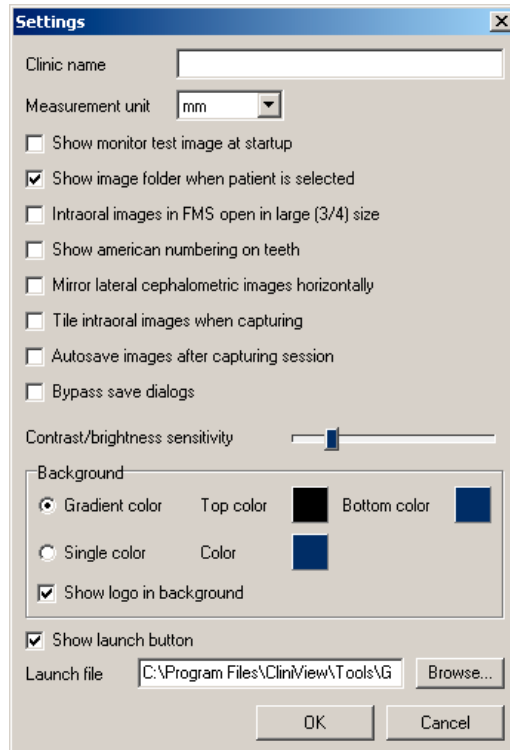 Settings
Clinic name
Measurement unit mm
Show monitor test image at startup
Show image folder when patient is selected
Intraoral images in FMS open in large (3/4) size
Show american numbering on teeth
Mirror lateral cephalometric images horizontally
Tile intraoral images when capturing
Autosave images after capturing session
Bypass save dialogs
Contrast/brightness sensitivity
Background
Gradient color Top color Bottom color
Single color Color
Show logo in background
Show launch button
Launch file C:\Program Files\CliniView\Tools\G Browse...
OK Cancel